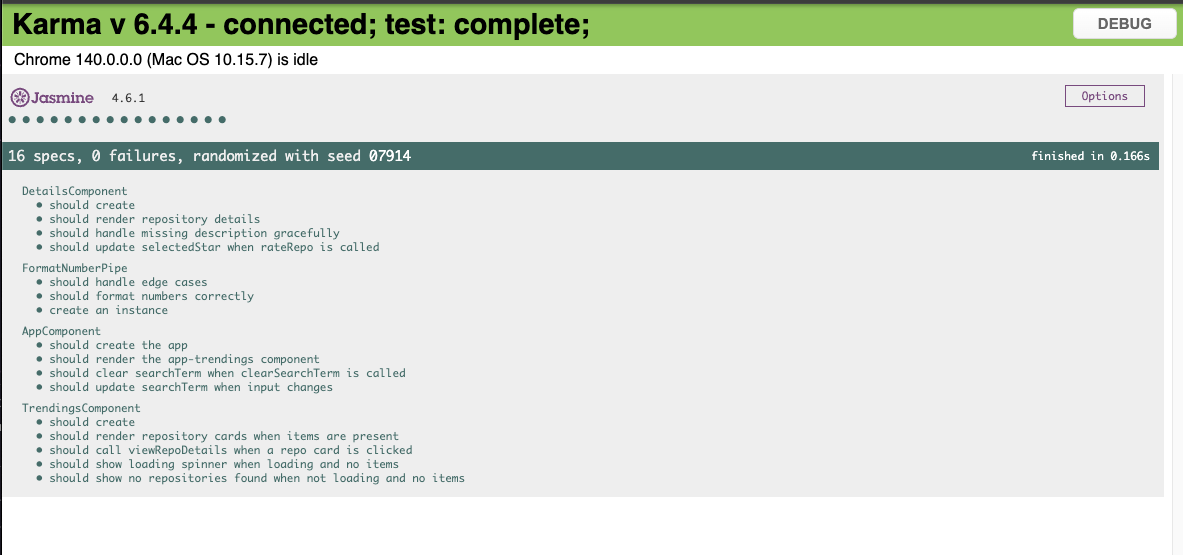 Karma v 6.4.4 - connected; test: complete;
DEBUG
Chrome 140.0.0.0 (Mac OS 10.15.7) is idle
Jasmine 4.6.1
Options
16 specs, 0 failures, randomized with seed 07914
finished in 0.166s
DetailsComponent
• should create
• should render repository details
• should handle missing description gracefully
• should update selectedStar when rateRepo is called
FormatNumberPipe
• should handle edge cases
• should format numbers correctly
• create an instance
AppComponent
• should create the app
• should render the app-trendings component
• should clear searchTerm when clearSearchTerm is called
• should update searchTerm when input changes
TrendingsComponent
• should create
• should render repository cards when items are present
• should call viewRepoDetails when a repo card is clicked
• should show loading spinner when loading and no items
• should show no repositories found when not loading and no items